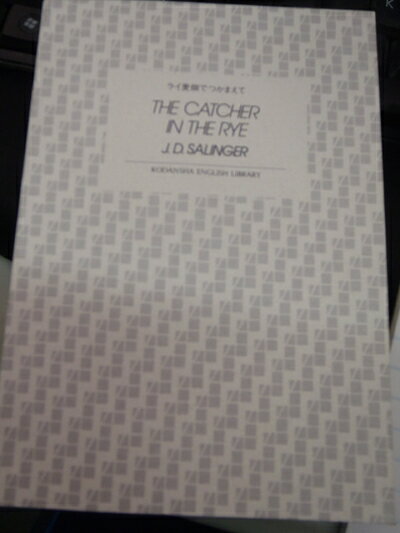 ライ麦畑でつかまえて
THE CATCHER
IN THE RYE
J. D. SALINGER
KODANSHA ENGLISH LIBRARY